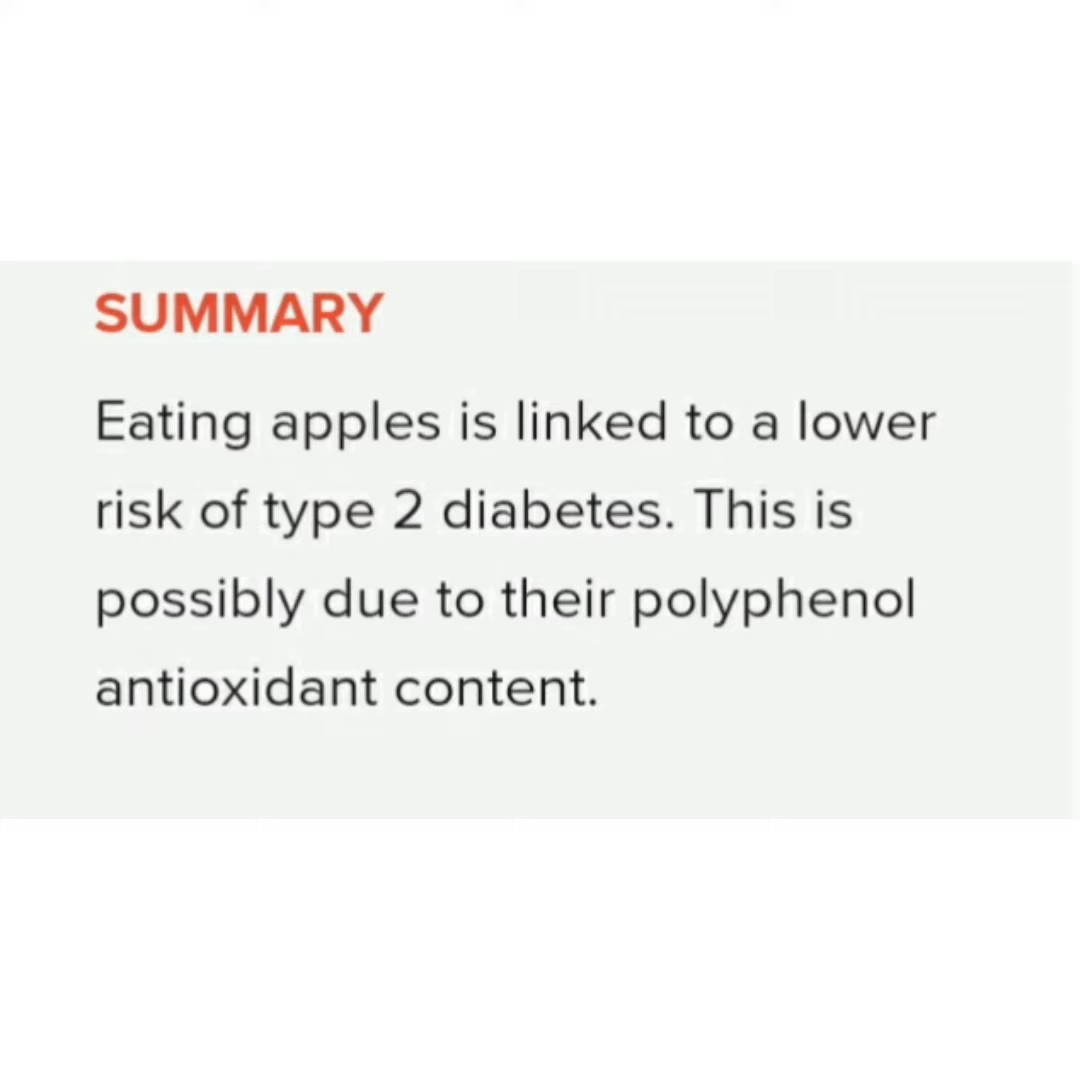 SUMMARY
Eating apples is linked to a lower
risk of type 2 diabetes. This is
possibly due to their polyphenol
antioxidant content.